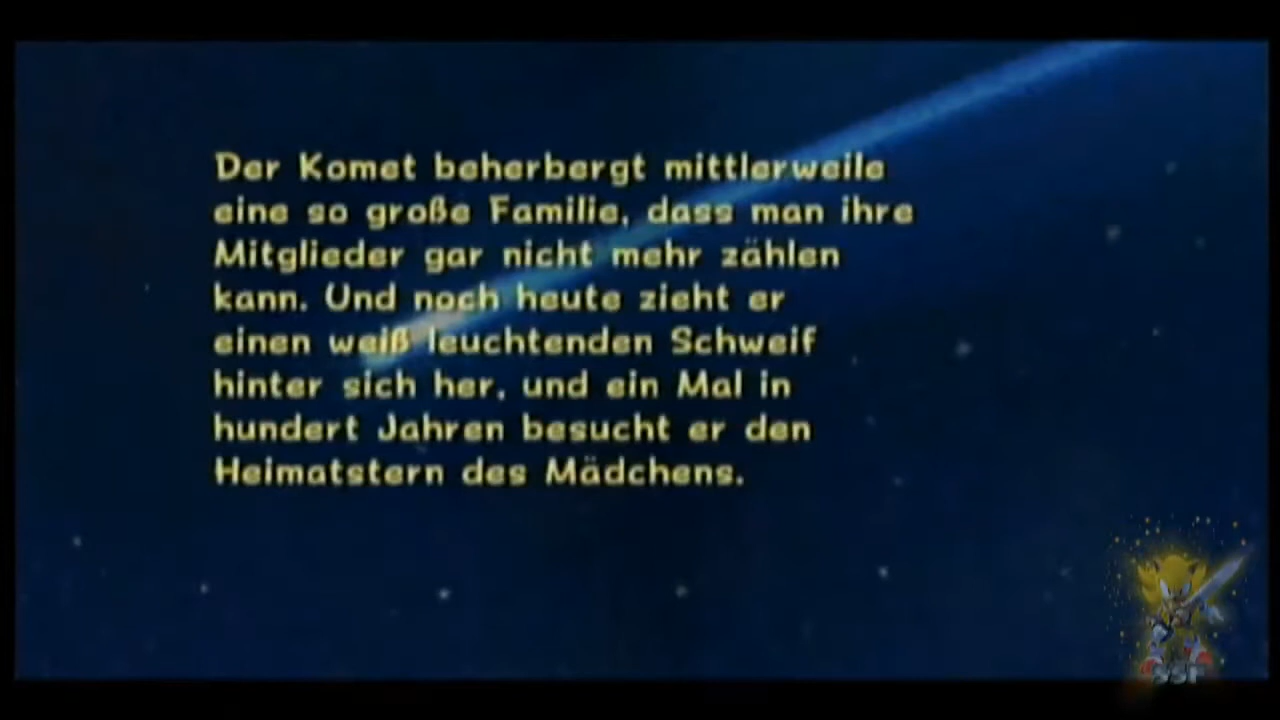 Der Komet beherbergt mittlerweile
eine so große Familie, dass man ihre
Mitglieder gar nicht mehr zählen
kann. Und noch heute zieht er
einen weiß leuchtenden Schweif
hinter sich her, und ein Mal in
hundert Jahren besucht er den
Heimatstern des Mädchens.